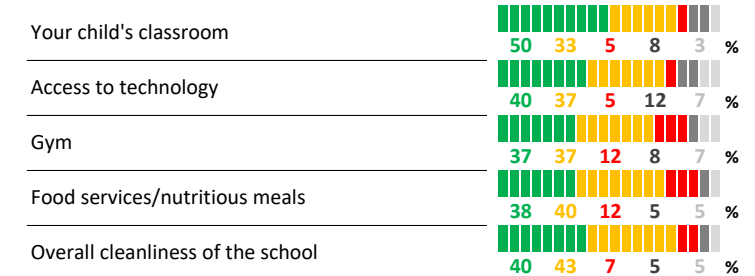 Your child's classroom
50 33 5 8 3 %
Access to technology
40 37 5 12 7 %
Gym
37 37 12 8 7 %
Food services/nutritious meals
38 40 12 5 5 %
Overall cleanliness of the school
40 43 7 5 5 %